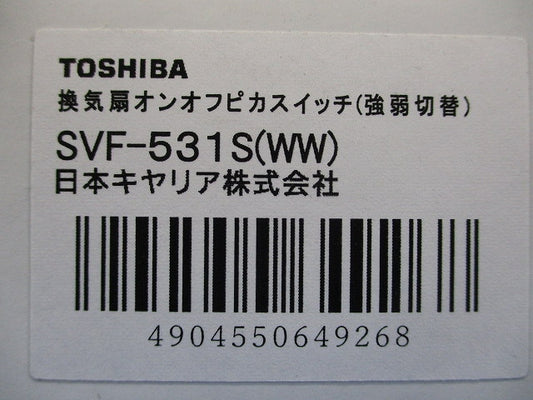 TOSHIBA
換気扇オンオフピカスイッチ(強弱切替)
SVF-531S(WW)
日本キヤリア株式会社
4904550649268